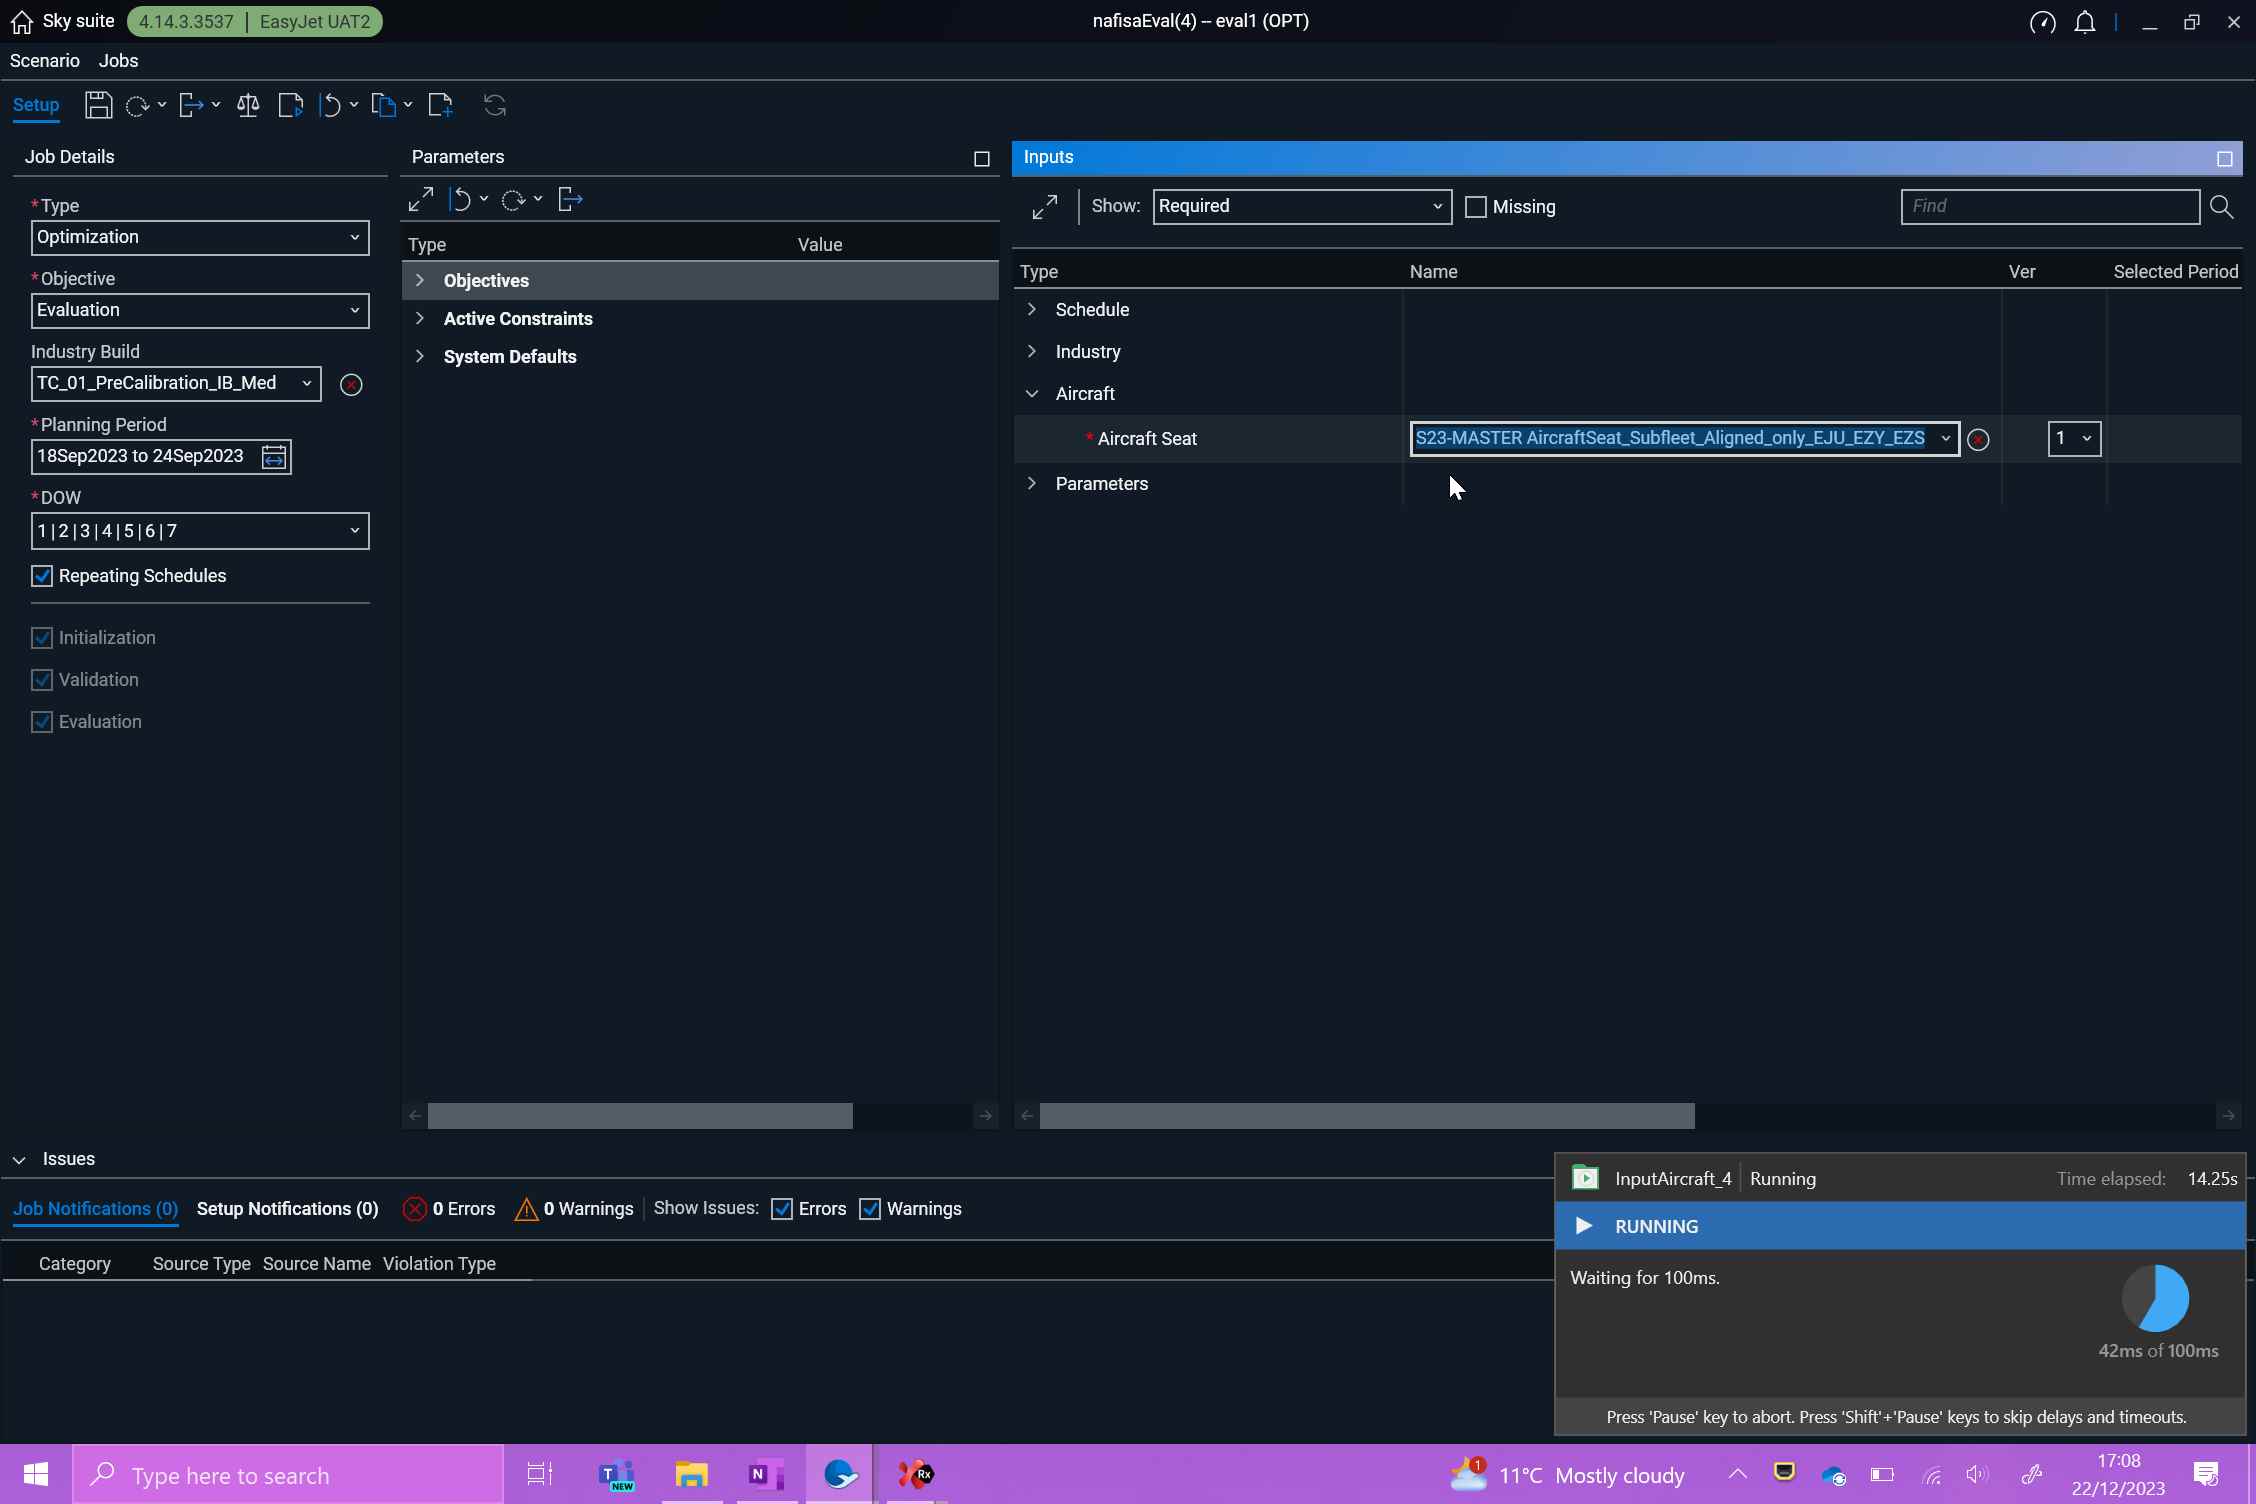 Sky suite 4.14.3.3537 | EasyJet UAT2 nafisaEval(4) -- eval1 (OPT)
Scenario Jobs
Setup
Job Details
*Type
Optimization
*Objective
Evaluation
Industry Build
TC_01_PreCalibration_IB_Med
*Planning Period
18Sep2023 to 24Sep2023
*DOW
1|2|3|4|5|6|7
Repeating Schedules
Initialization
Validation
Evaluation
Parameters
Type Value
Objectives
Active Constraints
System Defaults
Inputs
Show: Required Missing Find
Type Name Ver Selected Period
Schedule
Industry
Aircraft
* Aircraft Seat S23-MASTER AircraftSeat_Subfleet_Aligned_only_EJU_EZY_EZS 1
Parameters
Issues
Job Notifications (0) Setup Notifications (0) 0 Errors 0 Warnings Show Issues: Errors Warnings
Category Source Type Source Name Violation Type
InputAircraft_4 Running Time elapsed: 14.25s
RUNNING
Waiting for 100ms.
42ms of 100ms
Press 'Pause' key to abort. Press 'Shift'+'Pause' keys to skip delays and timeouts.
Type here to search
T
NEW
N
Rx
1
11°C Mostly cloudy
17:08
22/12/2023